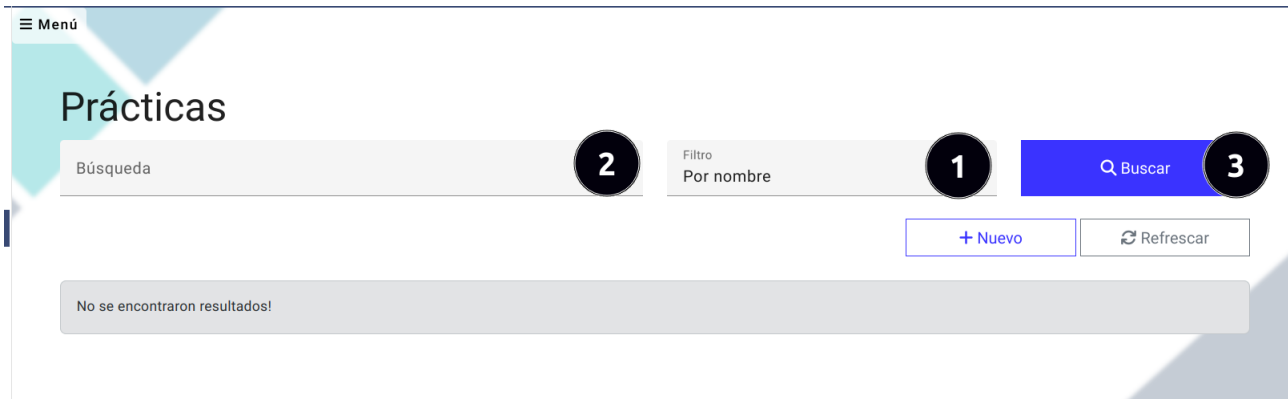 Menú
Prácticas
Búsqueda
2
Filtro
Por nombre
1
Buscar
3
Nuevo
Refrescar
No se encontraron resultados!